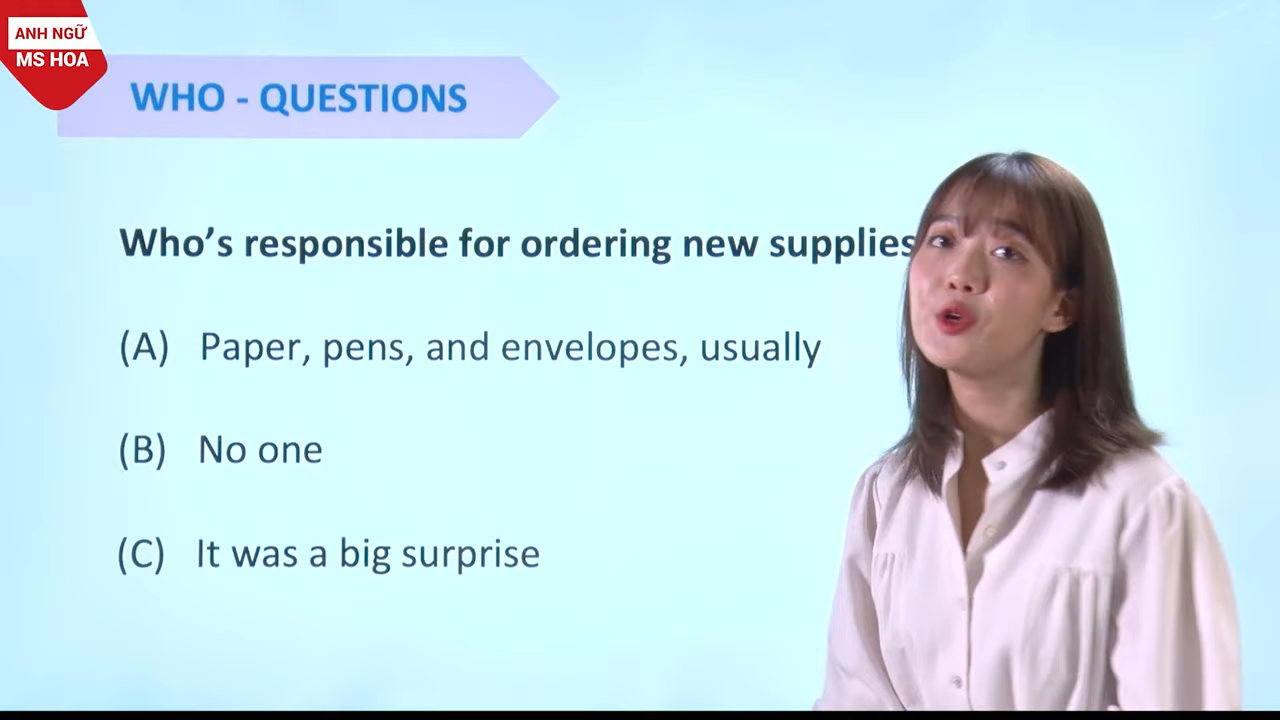 ANH NGỮ
MS HOA
WHO - QUESTIONS
Who's responsible for ordering new supplies
(A) Paper, pens, and envelopes, usually
(B) No one
(C) It was a big surprise